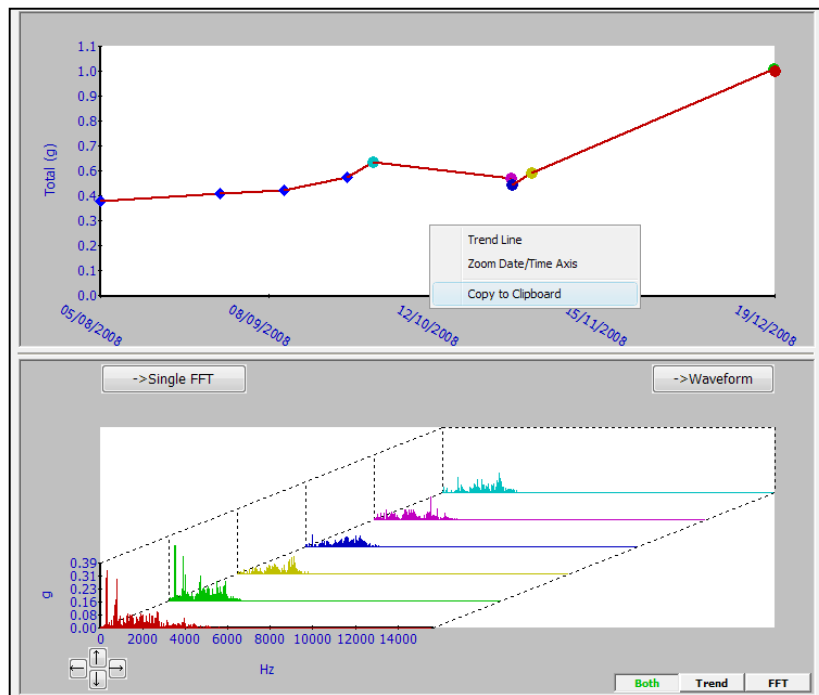 1.1
1.0
0.9
0.8
0.7
0.6
0.4
0.3
0.2
0.1
0.0
Total (g)
05/08/2008
08/09/2008
12/10/2008
15/11/2008
19/12/2008
Trend Line
Zoom Date/Time Axis
Copy to Clipboard
->Single FFT
->Waveform
0.39
0.31
0.23
0.16
0.08
0.00
g
0 2000 4000 6000 8000 10000 12000 14000
Hz
Both Trend FFT